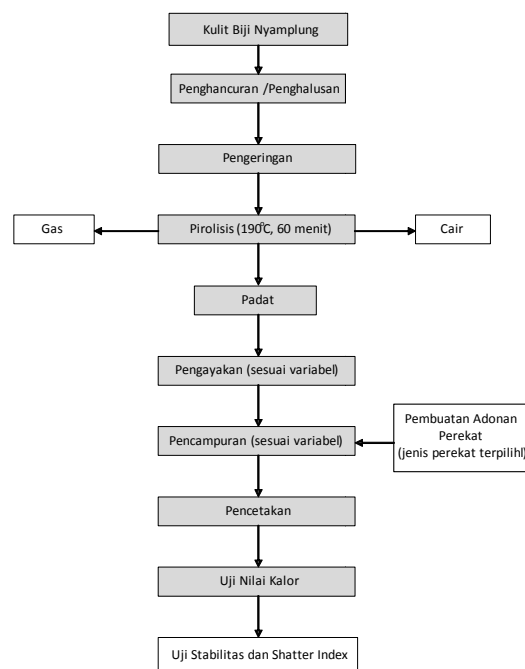 Kulit Biji Nyamplung
Penghancuran /Penghalusan
Pengeringan
Gas
Pirolisis (190°C, 60 menit)
Cair
Padat
Pengayakan (sesuai variabel)
Pencampuran (sesuai variabel)
Pembuatan Adonan
Perekat
(jenis perekat terpilihl)
Pencetakan
Uji Nilai Kalor
Uji Stabilitas dan Shatter Index